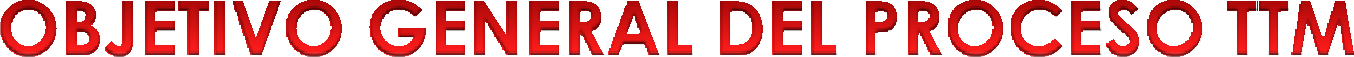 OBJETIVO GENERAL DEL PROCESO TTM